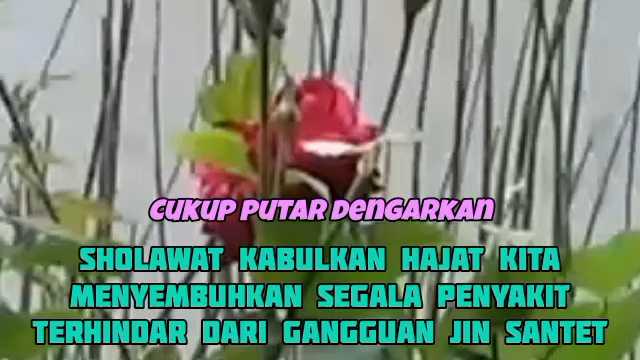 CUKUP PUTAR DENGARKAN
SHOLAWAT KABULKAN HAJAT KITA
MENYEMBUHKAN SEGALA PENYAKIT
TERHINDAR DARI GANGGUAN JIN SANTET